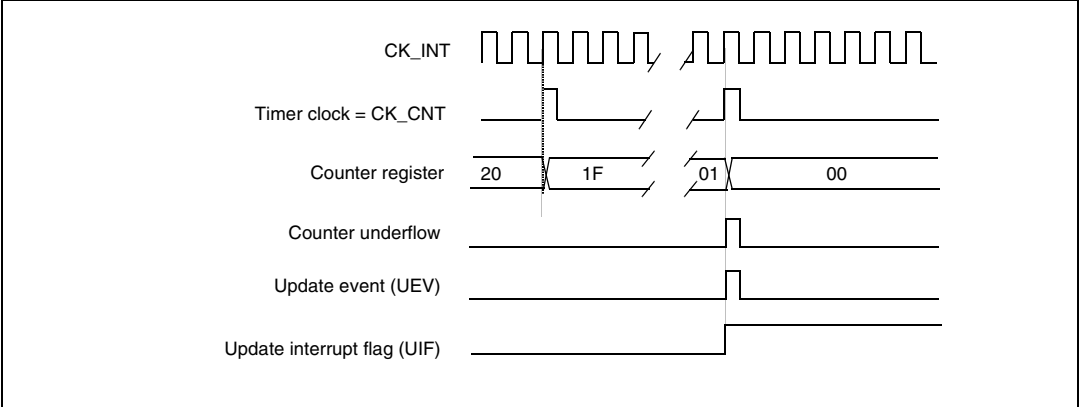 CK_INT
Timer clock = CK_CNT
Counter register 20 1F 01 00
Counter underflow
Update event (UEV)
Update interrupt flag (UIF)